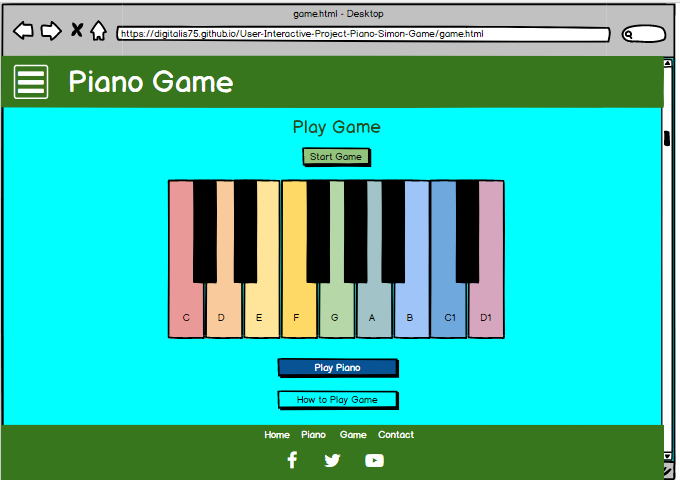 game.html - Desktop
https://digitalis75.github.io/User-Interactive-Project-Piano-Simon-Game/game.html
Piano Game
Play Game
Start Game
C D E F G A B C1 D1
Play Piano
How to Play Game
Home Piano Game Contact